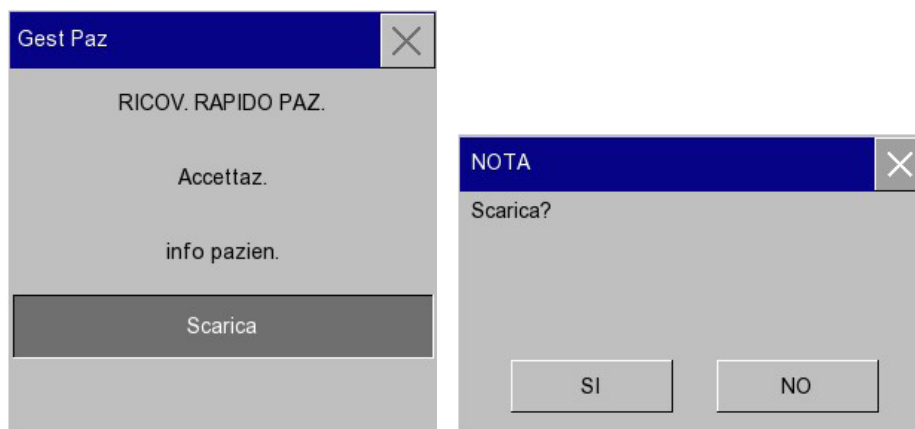 Gest Paz
RICOV. RAPIDO PAZ.
Accettaz.
info pazien.
Scarica
NOTA
Scarica?
SI
NO